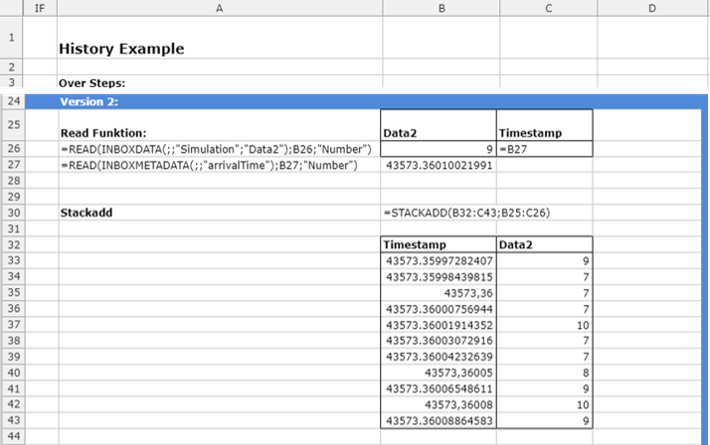 IF A B C D
1 History Example
2
3 Over Steps:
24 Version 2:
25 Read Funktion: Data2 Timestamp
26 =READ(INBOXDATA(;;"Simulation";"Data2");B26;"Number") 9 =B27
27 =READ(INBOXMETADATA(;;"arrivalTime");B27;"Number") 43573.36010021991
28
29
30 Stackadd =STACKADD(B32:C43;B25:C26)
31
32 Timestamp Data2
33 43573.35997282407 9
34 43573.35998439815 7
35 43573,36 7
36 43573.36000756944 7
37 43573.36001914352 10
38 43573.36003072916 7
39 43573.36004232639 7
40 43573,36005 8
41 43573.36006548611 9
42 43573,36008 10
43 43573.36008864583 9
44